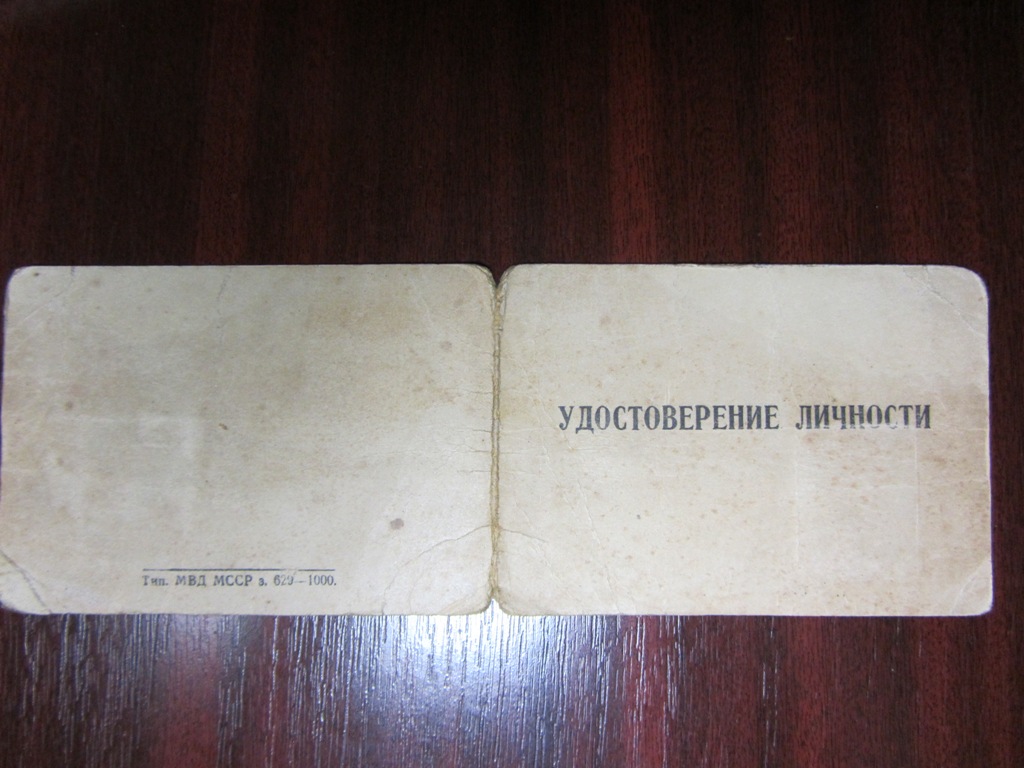 УДОСТОВЕРЕНИЕ ЛИЧНОСТИ
Тип. МВД МССР з. 629—1000.